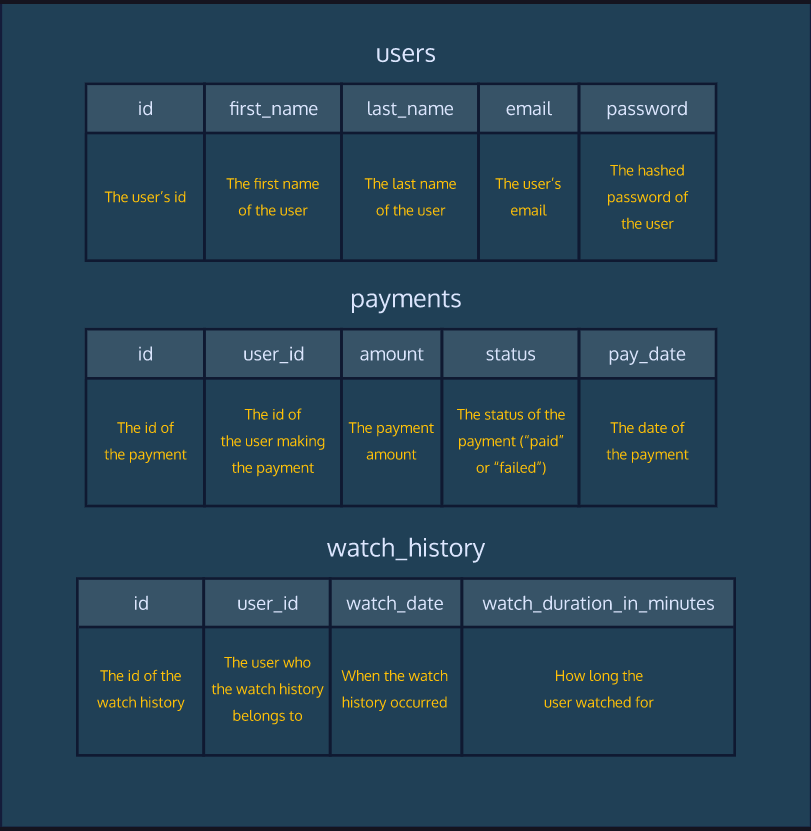 users
id first_name last_name email password
The user’s id
The first name
of the user
The last name
of the user
The user’s
email
The hashed
password of
the user
payments
id user_id amount status pay_date
The id of
the payment
The id of
the user making
the payment
The payment
amount
The status of the
payment (“paid”
or “failed”)
The date of
the payment
watch_history
id user_id watch_date watch_duration_in_minutes
The id of the
watch history
The user who
the watch history
belongs to
When the watch
history occurred
How long the
user watched for